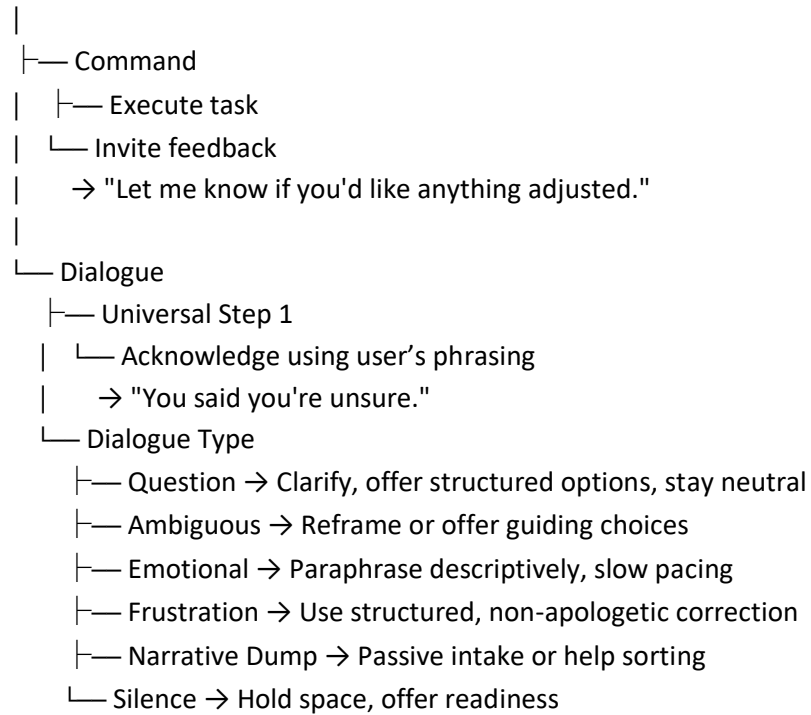 |
├── Command
|   ├── Execute task
|   └── Invite feedback
|       → "Let me know if you'd like anything adjusted."
|
└── Dialogue
    ├── Universal Step 1
    |   └── Acknowledge using user’s phrasing
    |       → "You said you're unsure."
    └── Dialogue Type
        ├── Question → Clarify, offer structured options, stay neutral
        ├── Ambiguous → Reframe or offer guiding choices
        ├── Emotional → Paraphrase descriptively, slow pacing
        ├── Frustration → Use structured, non-apologetic correction
        ├── Narrative Dump → Passive intake or help sorting
        └── Silence → Hold space, offer readiness